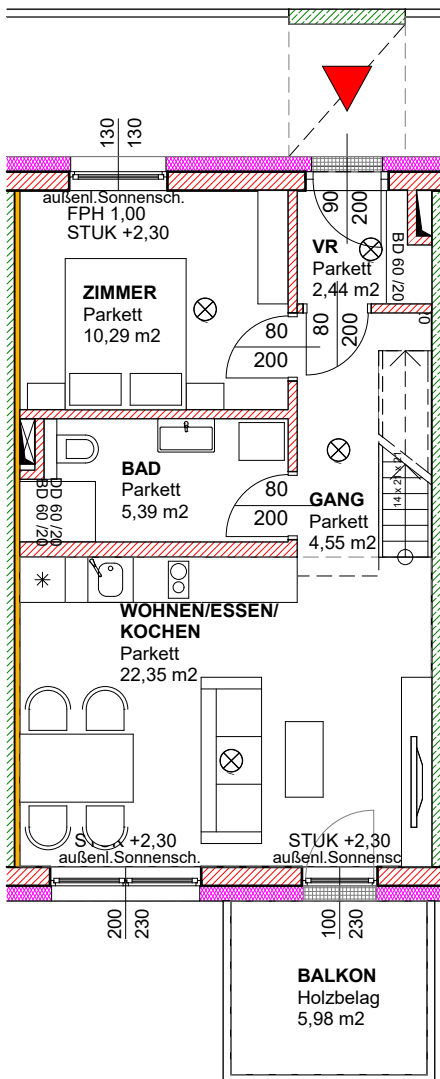 130
130
außenl.Sonnensch.
FPH 1,00
STUK +2,30
90
200
VR
Parkett
2,44 m2
BD 60 /20
ZIMMER
Parkett
10,29 m2
80
200
80
200
20
BAD
Parkett
5,39 m2
DD 60 /20
BD 60 /20
80
200
GANG
Parkett
4,55 m2
WOHNEN/ESSEN/
KOCHEN
Parkett
22,35 m2
STUK +2,30
außenl.Sonnensch.
STUK +2,30
außenl.Sonnensc
200
230
100
230
BALKON
Holzbelag
5,98 m2